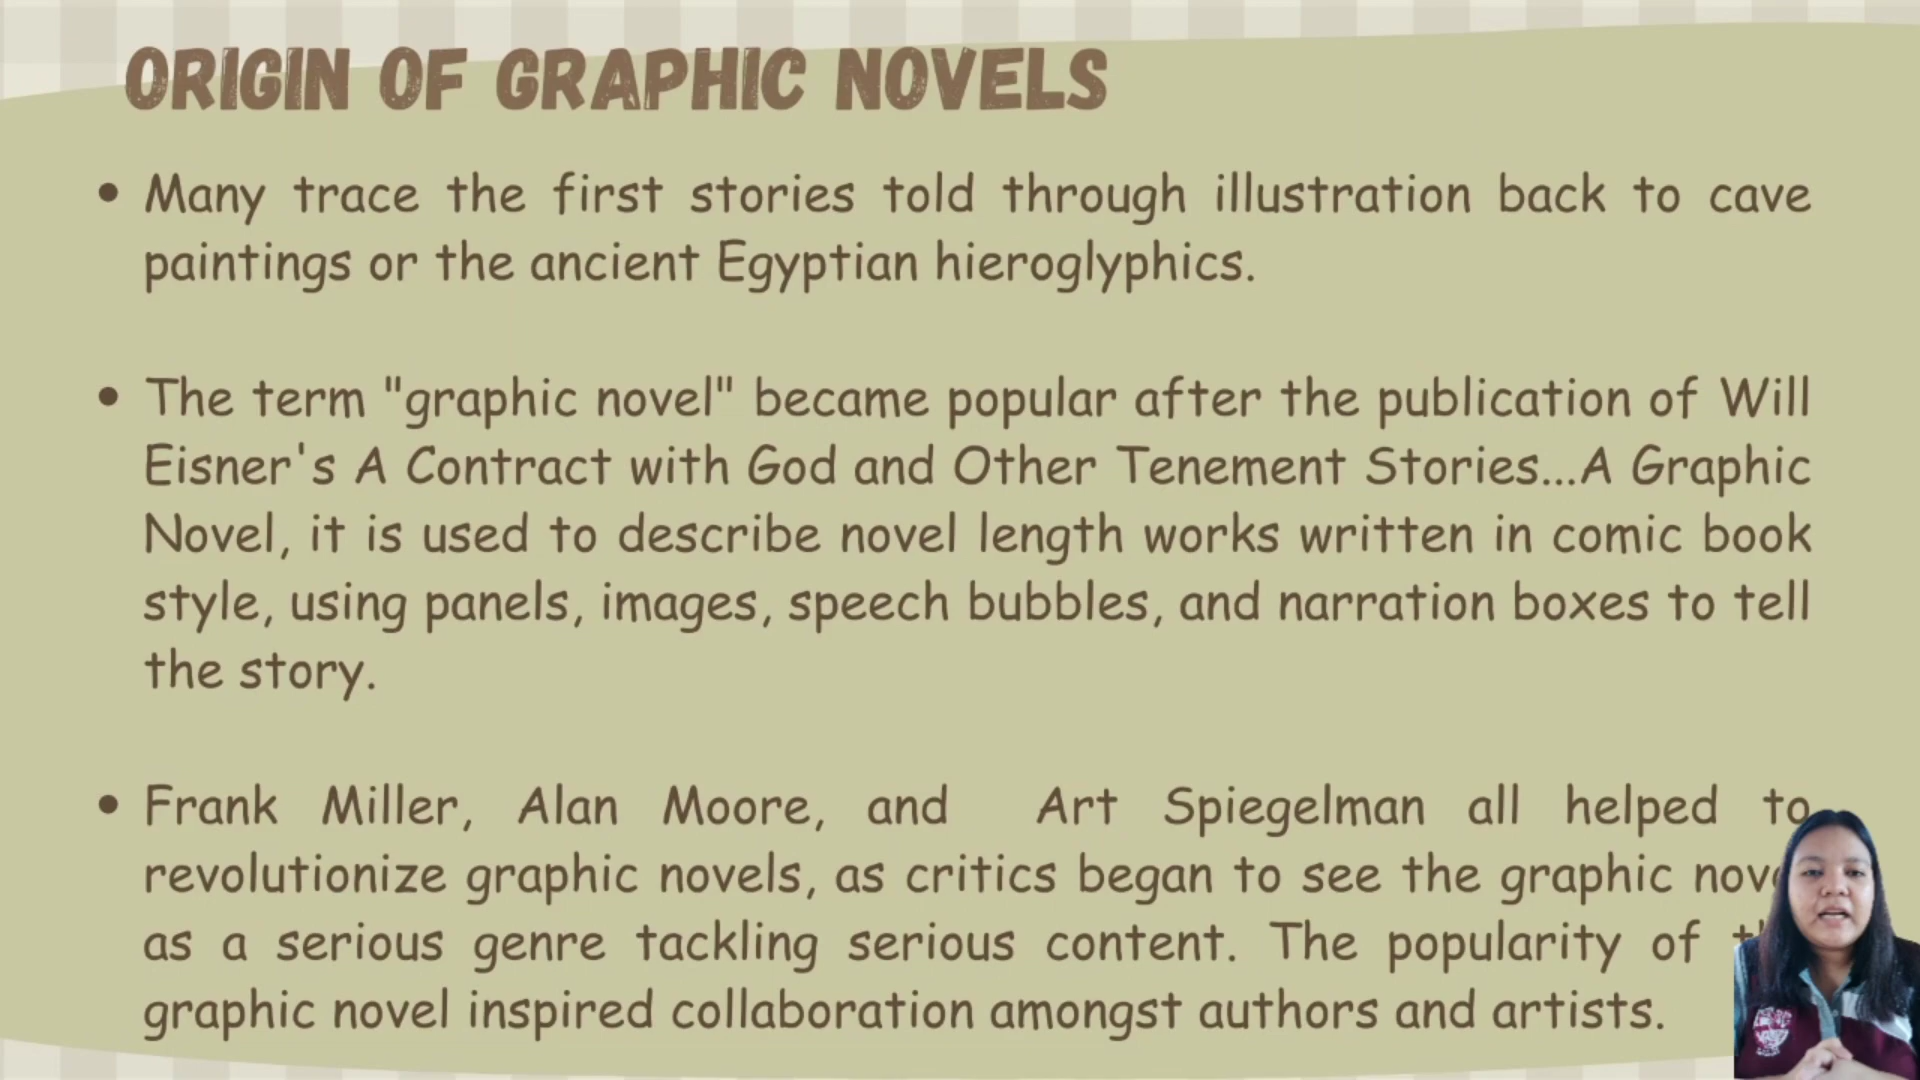 ORIGIN OF GRAPHIC NOVELS
• Many trace the first stories told through illustration back to cave
paintings or the ancient Egyptian hieroglyphics.
• The term "graphic novel" became popular after the publication of Will
Eisner's A Contract with God and Other Tenement Stories...A Graphic
Novel, it is used to describe novel length works written in comic book
style, using panels, images, speech bubbles, and narration boxes to tell
the story.
• Frank Miller, Alan Moore, and Art Spiegelman all helped to
revolutionize graphic novels, as critics began to see the graphic
as a serious genre tackling serious content. The popularity of
graphic novel inspired collaboration amongst authors and artists.